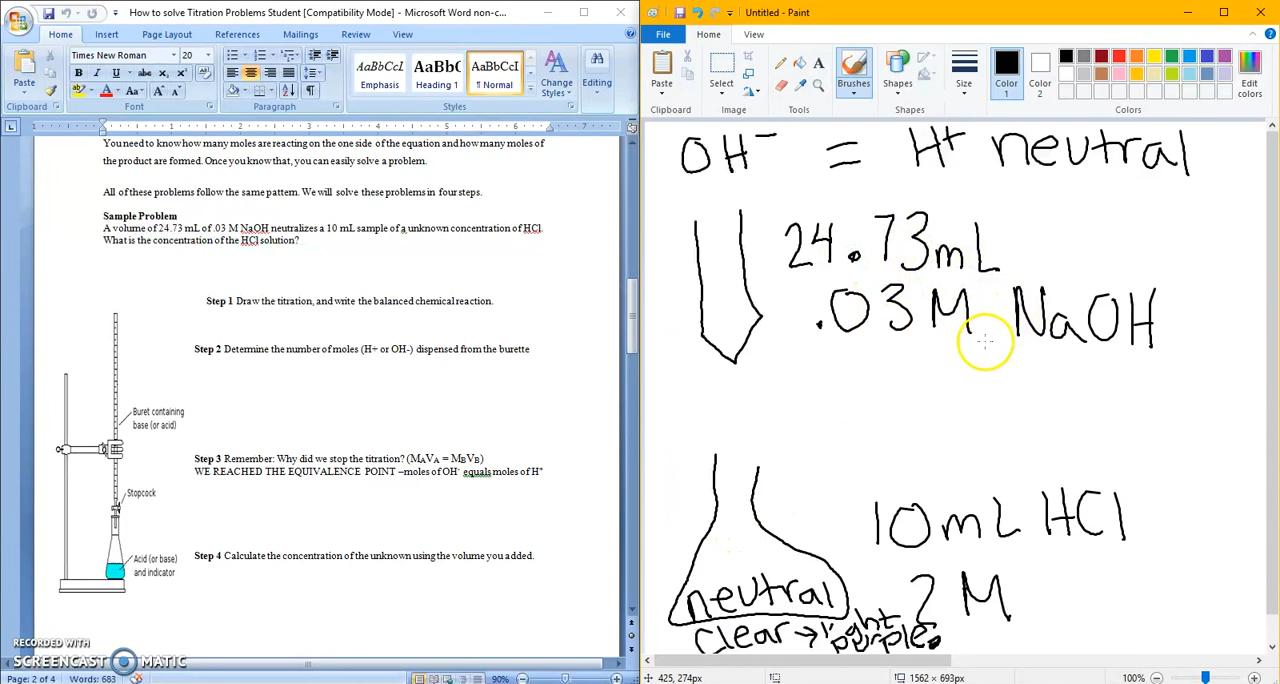 How to solve Titration Problems Student [Compatibility Mode] - Microsoft Word non-c...
Home Insert Page Layout References Mailings Review View
Times New Roman 20
Paste
AaBbCcI AaBbCc AaBbCcI
Emphasis Heading 1 ¶ Normal
Change Styles
Editing
Clipboard Font Paragraph Styles
You need to know how many moles are reacting on the one side of the equation and how many moles of
the product are formed. Once you know that, you can easily solve a problem.
All of these problems follow the same pattern. We will solve these problems in four steps.
Sample Problem
A volume of 24.73 mL of .03 M NaOH neutralizes a 10 mL sample of a unknown concentration of HCl.
What is the concentration of the HCl solution?
Step 1 Draw the titration, and write the balanced chemical reaction.
Step 2 Determine the number of moles (H+ or OH-) dispensed from the burette
Buret containing
base (or acid)
Step 3 Remember: Why did we stop the titration? (MAVA = MBVB)
WE REACHED THE EQUIVALENCE POINT –moles of OH- equals moles of H+
Stopcock
Step 4 Calculate the concentration of the unknown using the volume you added.
Acid (or base)
and indicator
RECORDED WITH
SCREENCAST MATIC
Page: 2 of 4 Words: 683 90%
Untitled - Paint
File Home View
Paste Select Brushes Shapes Size Color 1 Color 2 Edit colors
Clipboard Image Tools Shapes Colors
OH- = H+ neutral
24.73mL
.03M NaOH
10mL HCl
neutral
? M
Clear → light
purple.
425, 274px 1562 × 693px 100%